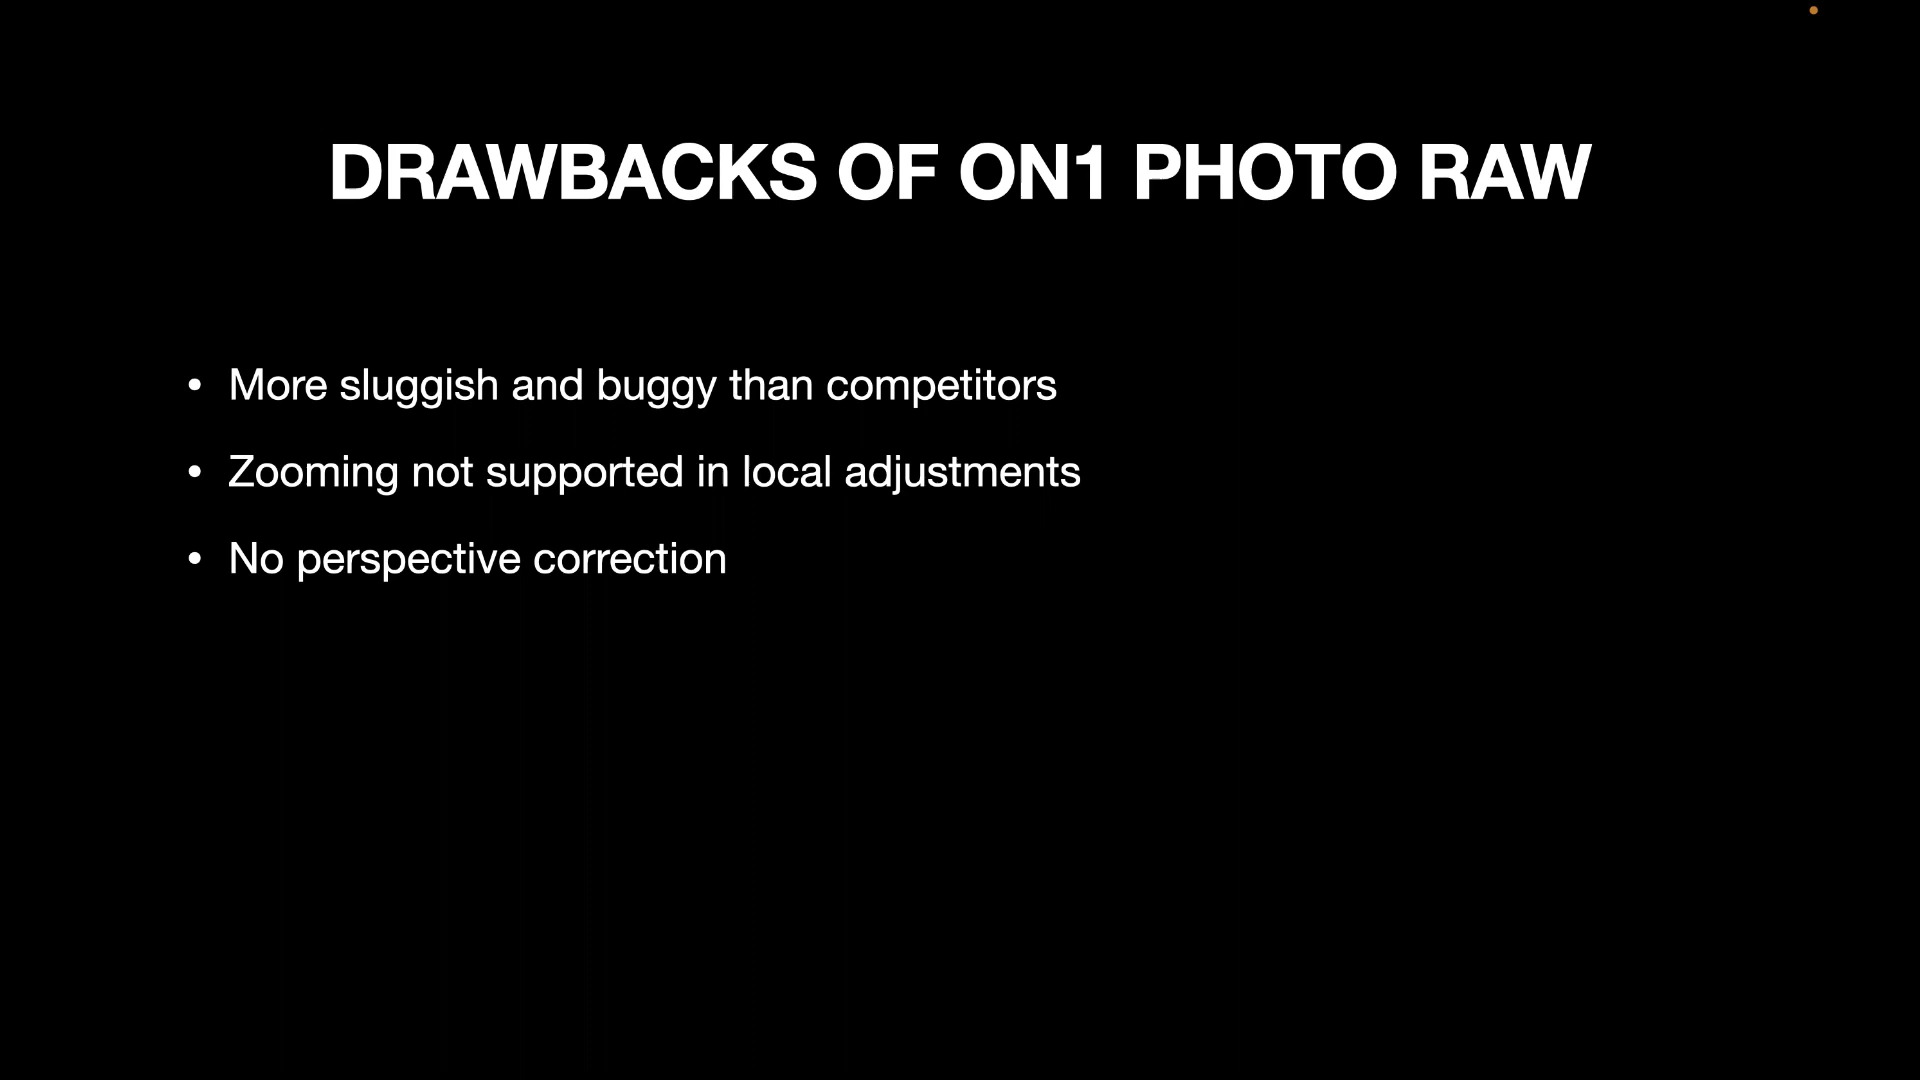 DRAWBACKS OF ON1 PHOTO RAW
• More sluggish and buggy than competitors
• Zooming not supported in local adjustments
• No perspective correction